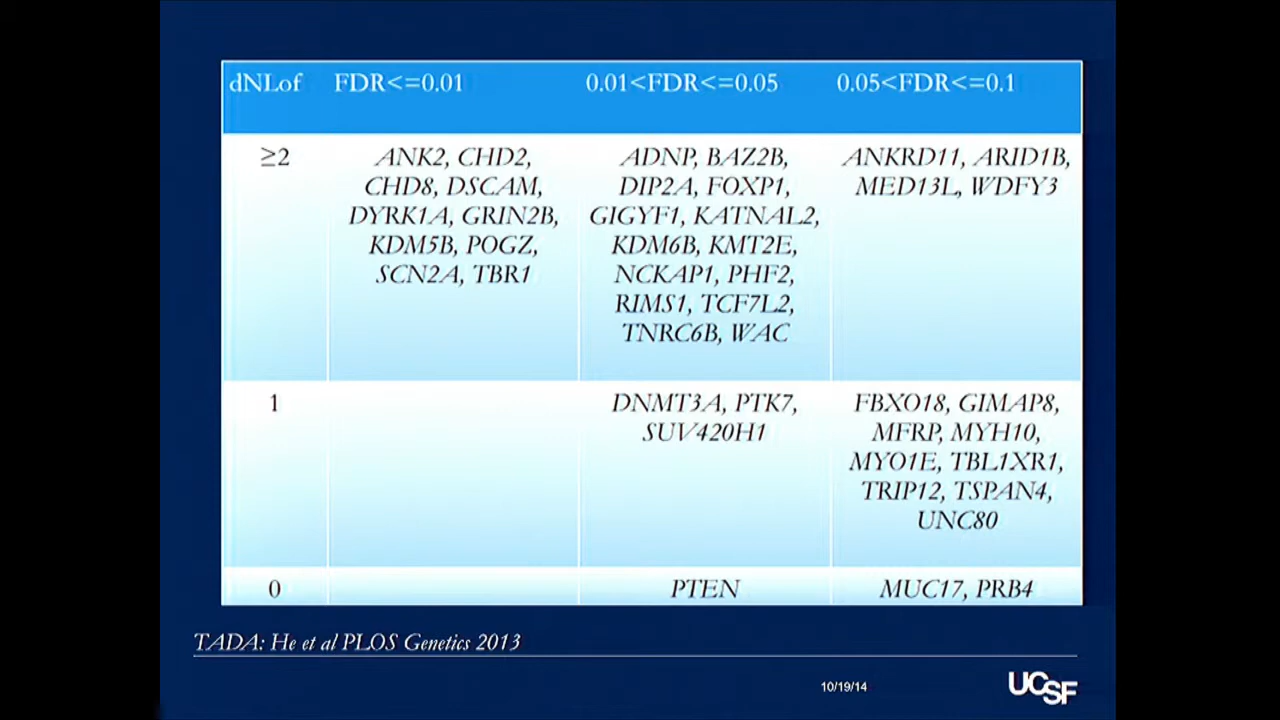 dNLof FDR<=0.01 0.01<FDR<=0.05 0.05<FDR<=0.1
≥2
ANK2, CHD2,
CHD8, DSCAM,
DYRK1A, GRIN2B,
KDM5B, POGZ,
SCN2A, TBR1
ADNP, BAZ2B,
DIP2A, FOXP1,
GIGYF1, KATNAL2,
KDM6B, KMT2E,
NCKAP1, PHF2,
RIMS1, TCF7L2,
TNRC6B, WAC
ANKRD11, ARID1B,
MED13L, WDFY3
1
DNMT3A, PTK7,
SUV420H1
FBXO18, GIMAP8,
MFRP, MYH10,
MYO1E, TBL1XR1,
TRIP12, TSPAN4,
UNC80
0
PTEN
MUC17, PRB4
TADA: He et al PLOS Genetics 2013
10/19/14
UCSF